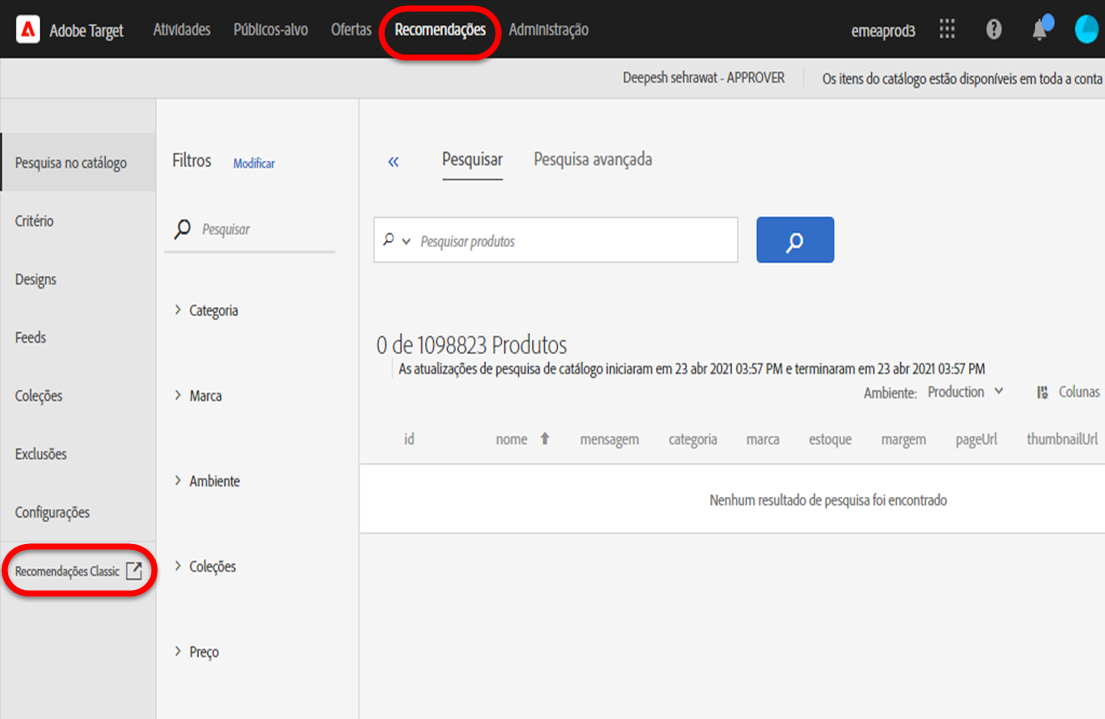 Adobe Target
Atividades
Públicos-alvo
Ofertas
Recomendações
Administração
emeaprod3
Deepesh sehrawat - APPROVER
Os itens do catálogo estão disponíveis em toda a conta
Pesquisa no catálogo
Critério
Designs
Feeds
Coleções
Exclusões
Configurações
Recomendações Classic
Filtros
Modificar
Pesquisar
Categoria
Marca
Ambiente
Coleções
Preço
Pesquisar
Pesquisa avançada
Pesquisar produtos
0 de 1098823 Produtos
As atualizações de pesquisa de catálogo iniciaram em 23 abr 2021 03:57 PM e terminaram em 23 abr 2021 03:57 PM
Ambiente: Production
Colunas
id nome mensagem categoria marca estoque margem pageUrl thumbnailUrl
Nenhum resultado de pesquisa foi encontrado